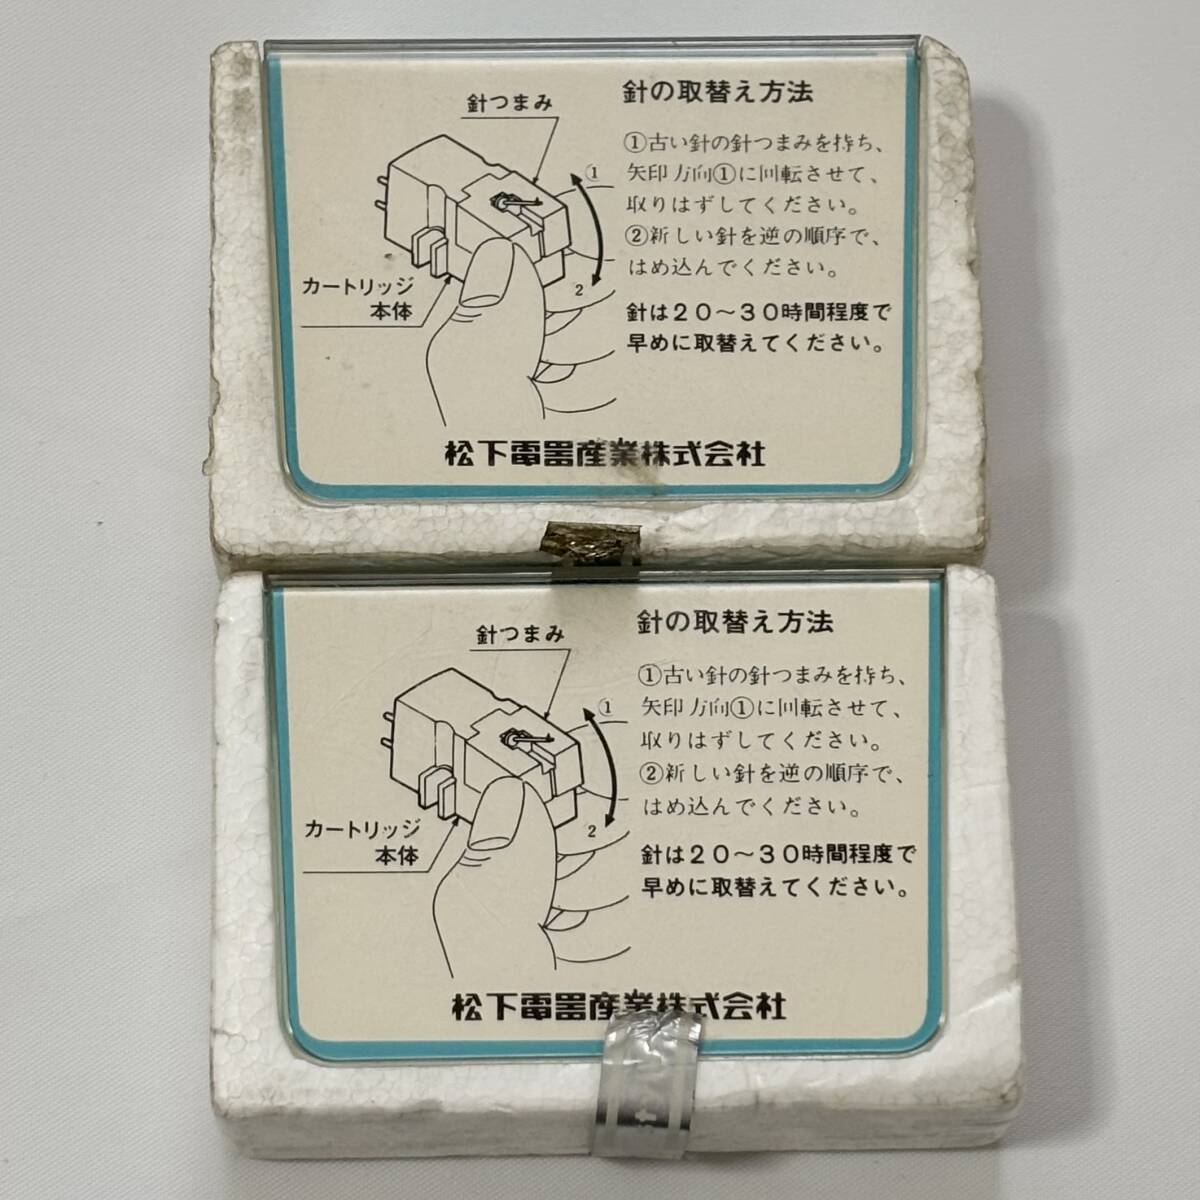 針の取替え方法
針つまみ
①古い針の針つまみを持ち、
矢印方向①に回転させて、
取りはずしてください。
②新しい針を逆の順序で、
はめ込んでください。
針は20〜30時間程度で
早めに取替えてください。
1
2
カートリッジ
本体
松下電器産業株式会社
針の取替え方法
針つまみ
①古い針の針つまみを持ち、
矢印方向①に回転させて、
取りはずしてください。
②新しい針を逆の順序で、
はめ込んでください。
針は20〜30時間程度で
早めに取替えてください。
1
2
カートリッジ
本体
松下電器産業株式会社